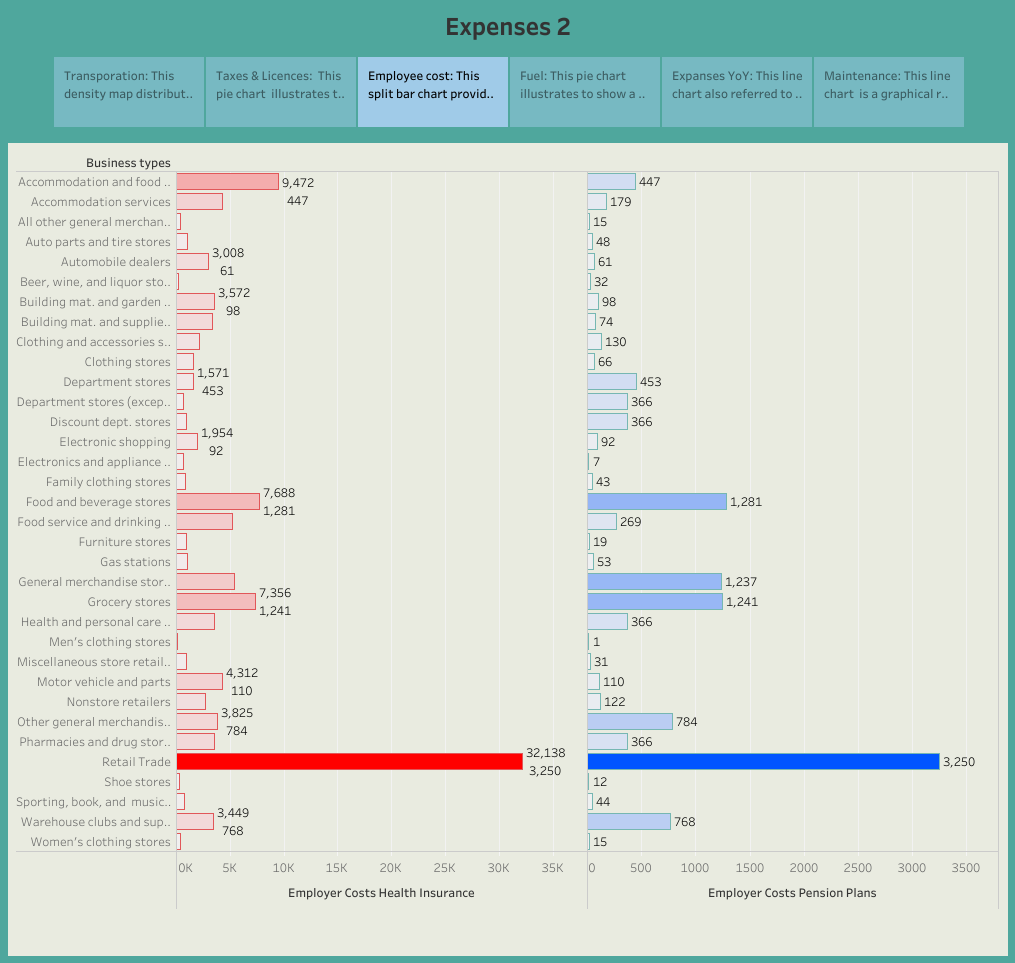 Expenses 2
Transporation: This
density map distribut..
Taxes & Licences: This
pie chart illustrates t..
Employee cost: This
split bar chart provid..
Fuel: This pie chart
illustrates to show a ..
Expanses YoY: This line
chart also referred to ..
Maintenance: This line
chart is a graphical r..
Business types
Accommodation and food .. 9,472 447
447
Accommodation services 179
All other general merchan.. 15
Auto parts and tire stores 48
3,008
Automobile dealers 61
61
Beer, wine, and liquor sto.. 32
3,572
Building mat. and garden .. 98
98
Building mat. and supplie.. 74
Clothing and accessories s.. 130
Clothing stores 66
1,571
Department stores 453
453
Department stores (excep.. 366
Discount dept. stores 366
1,954
Electronic shopping 92
92
Electronics and appliance .. 7
Family clothing stores 43
7,688
Food and beverage stores 1,281
1,281
Food service and drinking .. 269
Furniture stores 19
Gas stations 53
General merchandise stor.. 1,237
7,356
Grocery stores 1,241
1,241
Health and personal care .. 366
Men's clothing stores 1
Miscellaneous store retail.. 31
4,312
Motor vehicle and parts 110
110
Nonstore retailers 122
3,825
Other general merchandis.. 784
784
Pharmacies and drug stor.. 366
32,138
Retail Trade 3,250
3,250
Shoe stores 12
Sporting, book, and music.. 44
3,449
Warehouse clubs and sup.. 768
768
Women's clothing stores 15
0K 5K 10K 15K 20K 25K 30K 35K 0 500 1000 1500 2000 2500 3000 3500
Employer Costs Health Insurance
Employer Costs Pension Plans